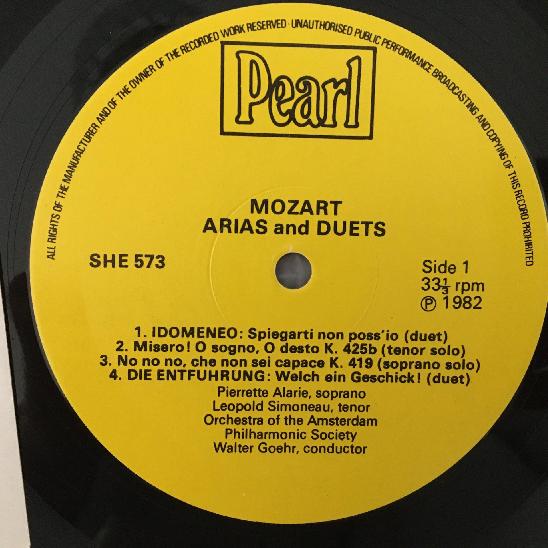 ALL RIGHTS OF THE MANUFACTURER AND OF THE OWNER OF THE RECORDED WORK RESERVED · UNAUTHORISED PUBLIC PERFORMANCE BROADCASTING AND COPYING OF THIS RECORD PROHIBITED
Pearl
MOZART
ARIAS and DUETS
SHE 573
Side 1
33⅓ rpm
℗ 1982
1. IDOMENEO: Spiegarti non poss'io (duet)
2. Misero! O sogno, O desto K. 425b (tenor solo)
3. No no no, che non sei capace K. 419 (soprano solo)
4. DIE ENTFUHRUNG: Welch ein Geschick! (duet)
Pierrette Alarie, soprano
Leopold Simoneau, tenor
Orchestra of the Amsterdam
Philharmonic Society
Walter Goehr, conductor